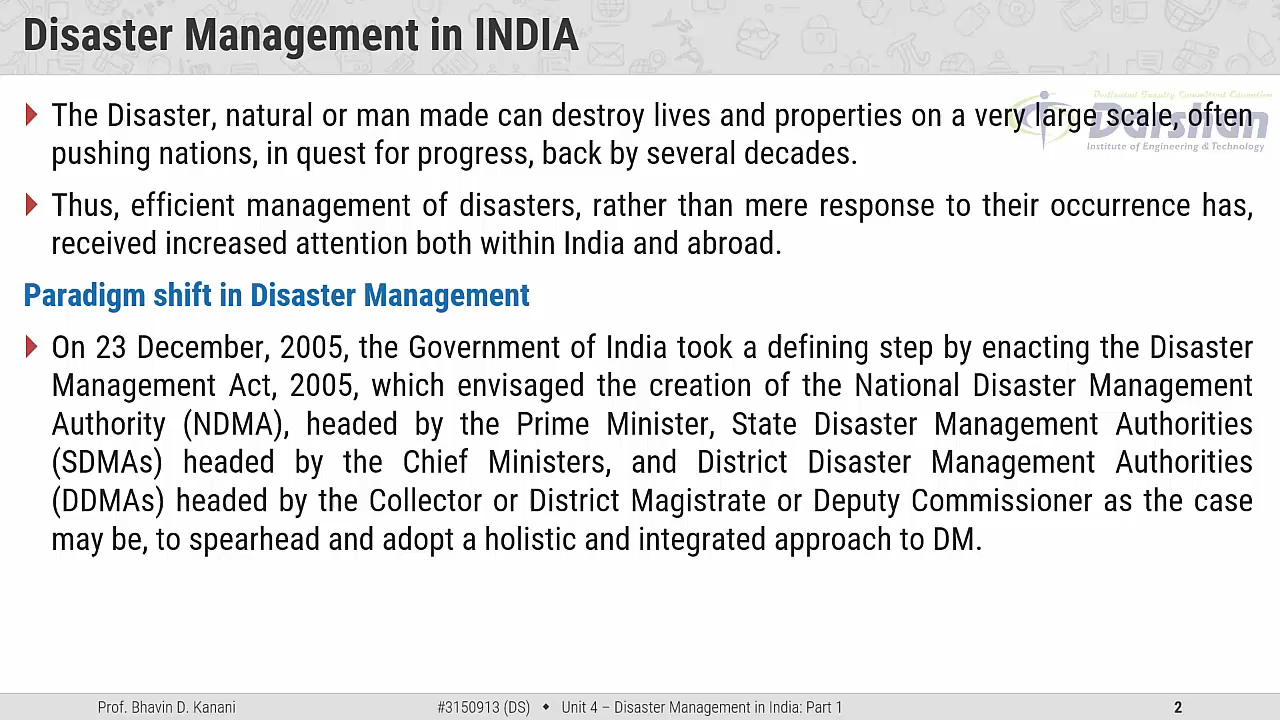 Disaster Management in INDIA
Dedicated Faculty Committed Education
Darshan
Institute of Engineering & Technology
The Disaster, natural or man made can destroy lives and properties on a very large scale, often
pushing nations, in quest for progress, back by several decades.
Thus, efficient management of disasters, rather than mere response to their occurrence has,
received increased attention both within India and abroad.
Paradigm shift in Disaster Management
On 23 December, 2005, the Government of India took a defining step by enacting the Disaster
Management Act, 2005, which envisaged the creation of the National Disaster Management
Authority (NDMA), headed by the Prime Minister, State Disaster Management Authorities
(SDMAs) headed by the Chief Ministers, and District Disaster Management Authorities
(DDMAs) headed by the Collector or District Magistrate or Deputy Commissioner as the case
may be, to spearhead and adopt a holistic and integrated approach to DM.
Prof. Bhavin D. Kanani #3150913 (DS) ◆ Unit 4 – Disaster Management in India: Part 1 2